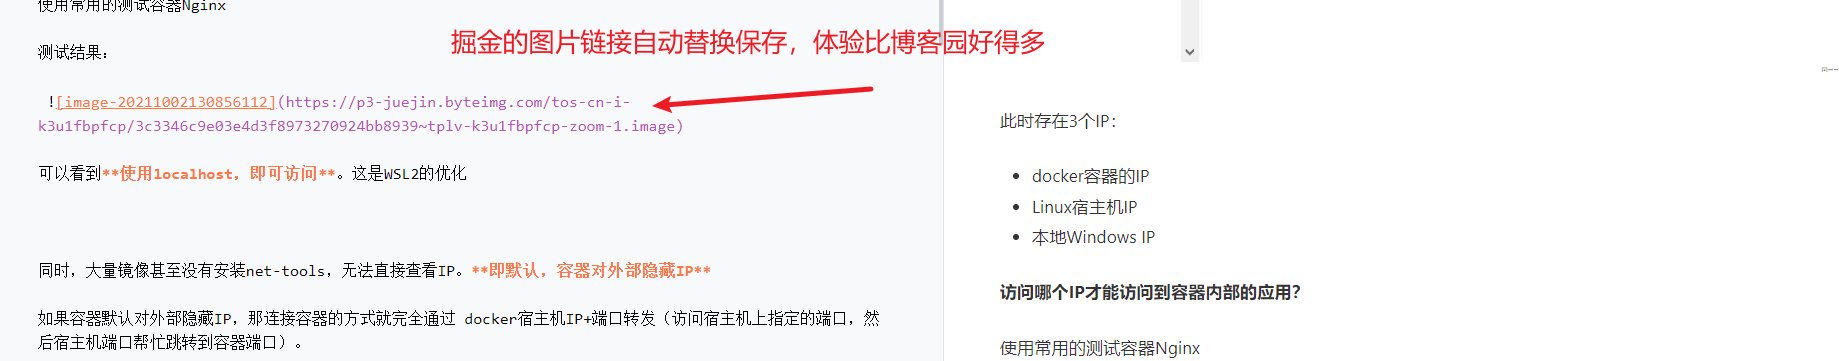 使用常用的测试容器Nginx
掘金的图片链接自动替换保存，体验比博客园好得多
测试结果：
![image-20211002130856112](https://p3-juejin.byteimg.com/tos-cn-i-
k3u1fbpfcp/3c3346c9e03e4d3f8973270924bb8939~tplv-k3u1fbpfcp-zoom-1.image)
可以看到**使用localhost，即可访问**。这是WSL2的优化
同时，大量镜像甚至没有安装net-tools，无法直接查看IP。**即默认，容器对外部隐藏IP**
如果容器默认对外部隐藏IP，那连接容器的方式就完全通过 docker宿主机IP+端口转发（访问宿主机上指定的端口，然
后宿主机端口帮忙跳转到容器端口）。
此时存在3个IP：
• docker容器的IP
• Linux宿主机IP
• 本地Windows IP
访问哪个IP才能访问到容器内部的应用？
使用常用的测试容器Nginx